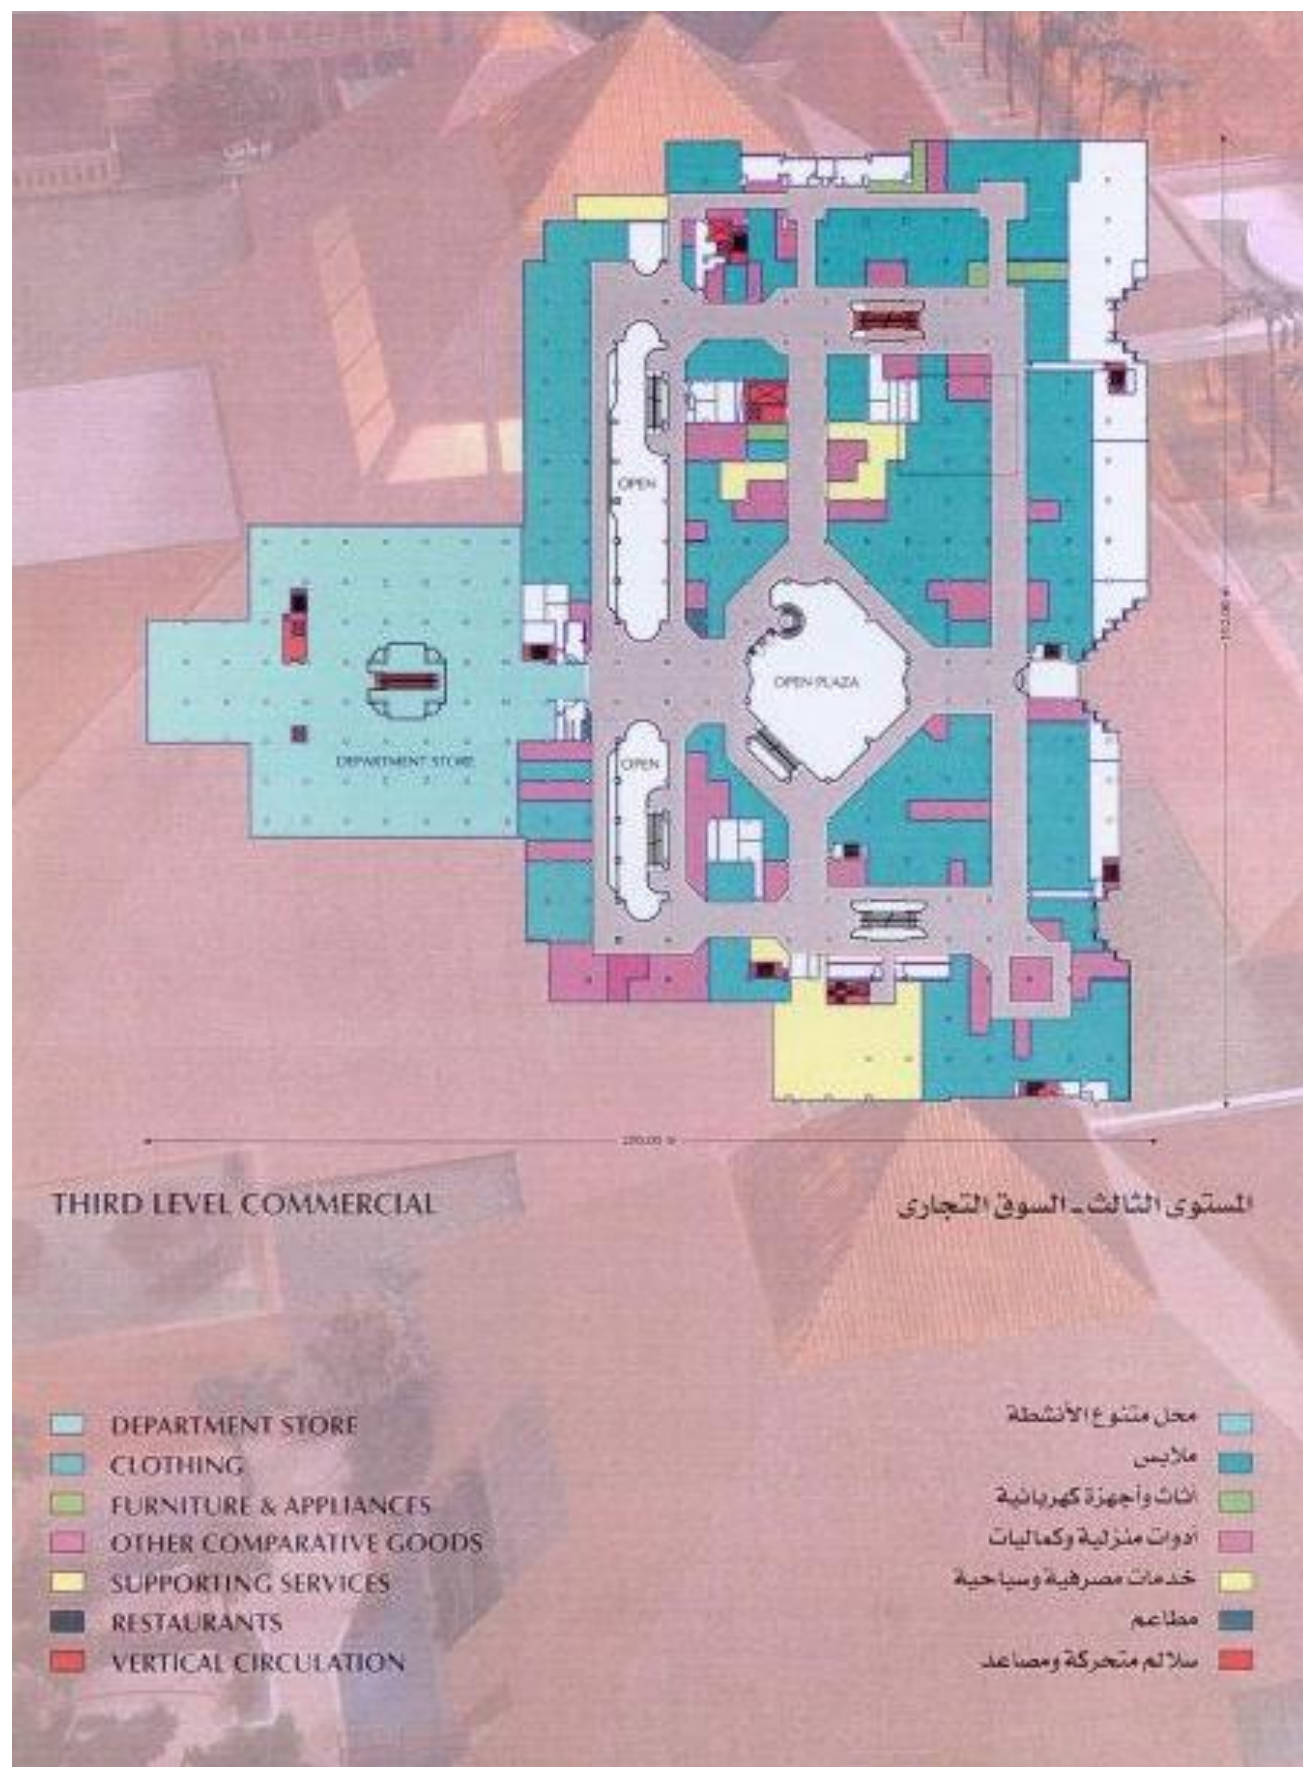 OPEN
OPEN PLAZA
DEPARTMENT STORE
OPEN
THIRD LEVEL COMMERCIAL
المستوى الثالث ـ السوق التجارى
DEPARTMENT STORE
CLOTHING
FURNITURE & APPLIANCES
OTHER COMPARATIVE GOODS
SUPPORTING SERVICES
RESTAURANTS
VERTICAL CIRCULATION
محل متنوع الأنشطة
ملابس
أثاث وأجهزة كهربائية
أدوات منزلية وكماليات
خدمات مصرفية وسياحية
مطاعم
سلالم متحركة ومصاعد